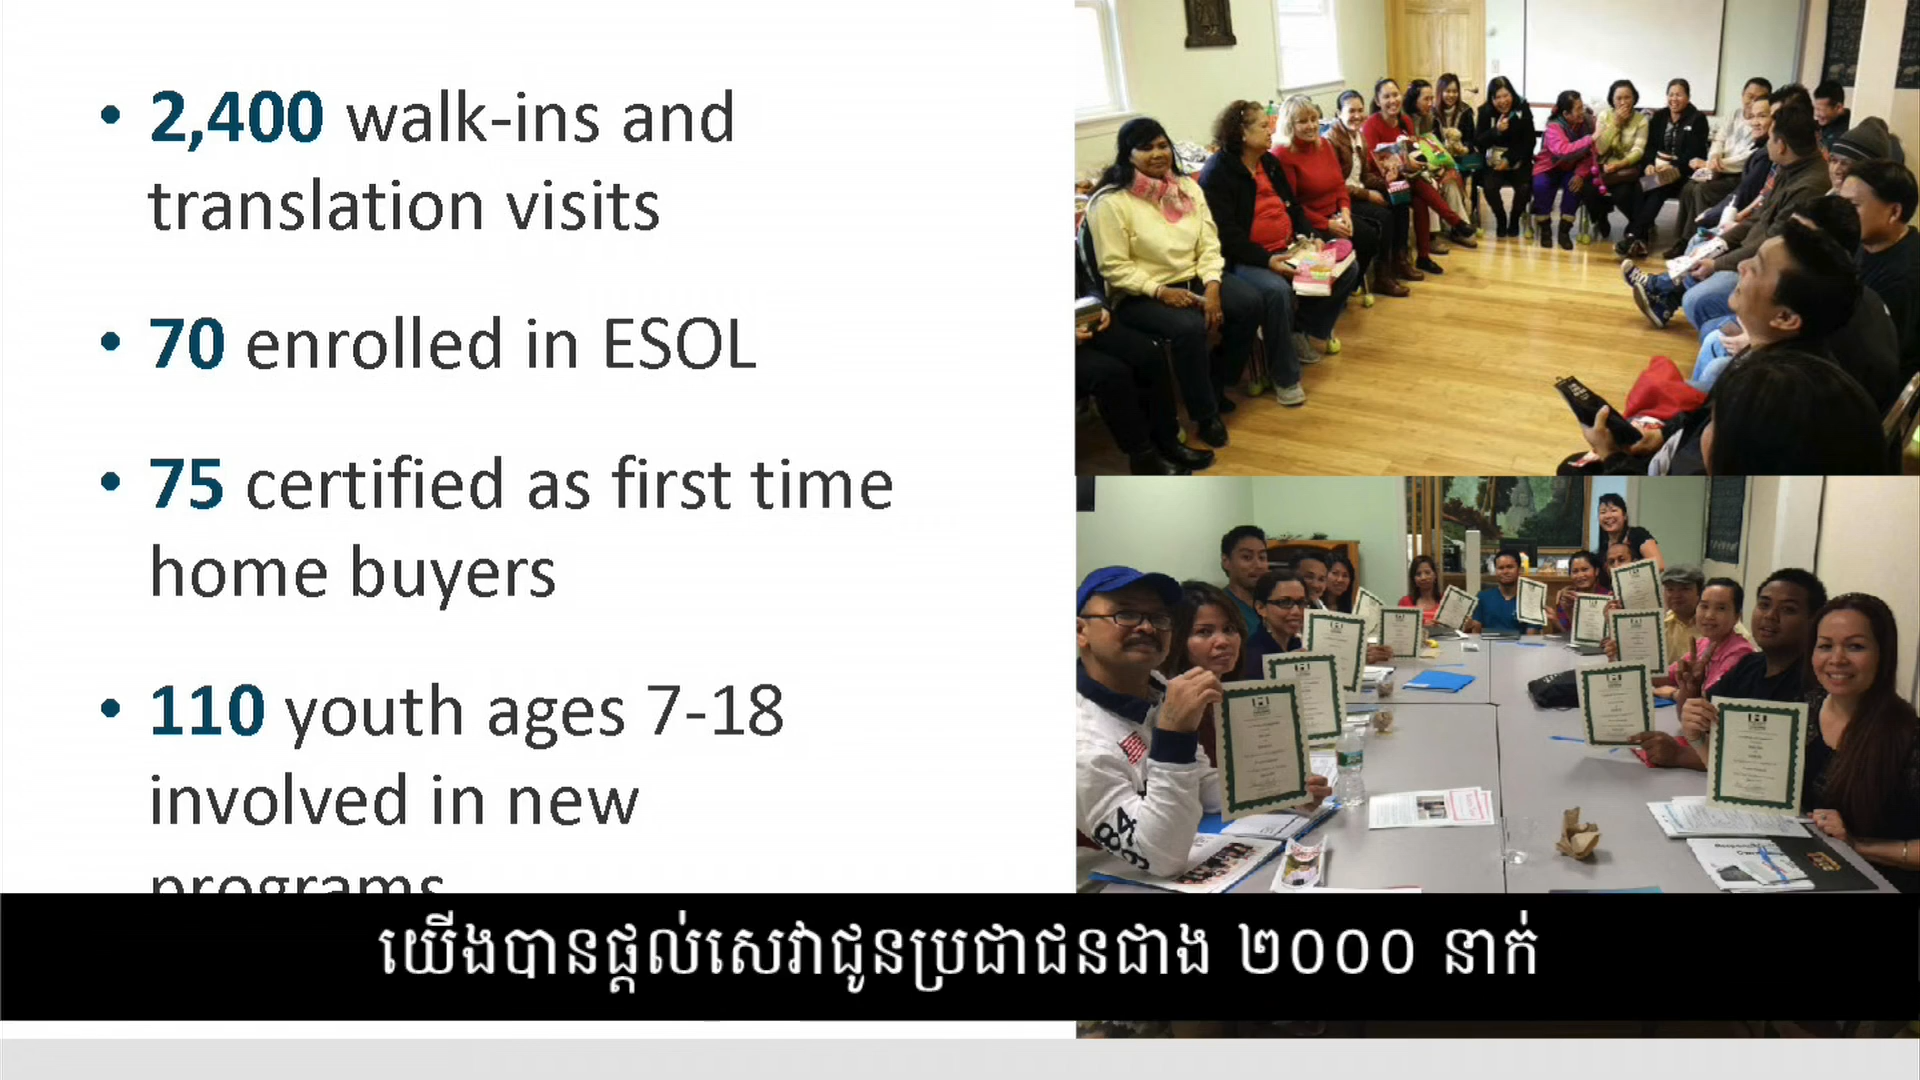 • 2,400 walk-ins and
translation visits
• 70 enrolled in ESOL
• 75 certified as first time
home buyers
• 110 youth ages 7-18
involved in new
programs
យើងបានផ្តល់សេវាជូនប្រជាជនជាង ២០០០ នាក់